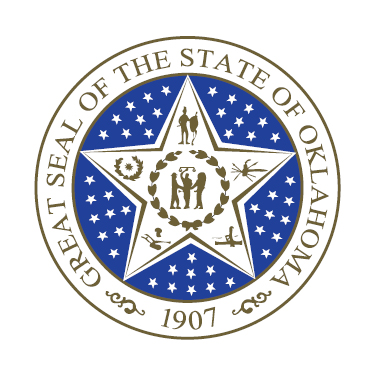 GREAT SEAL OF THE STATE OF OKLAHOMA
1907